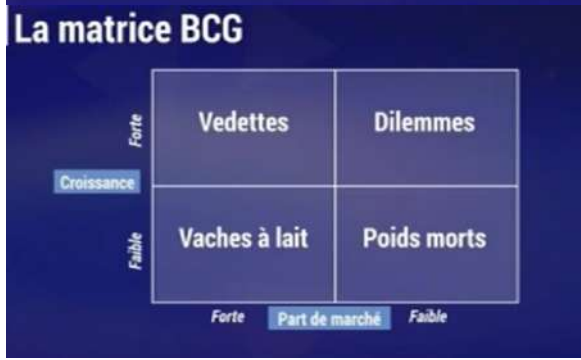 La matrice BCG
Forte
Vedettes
Dilemmes
Croissance
Faible
Vaches à lait
Poids morts
Forte
Part de marché
Faible